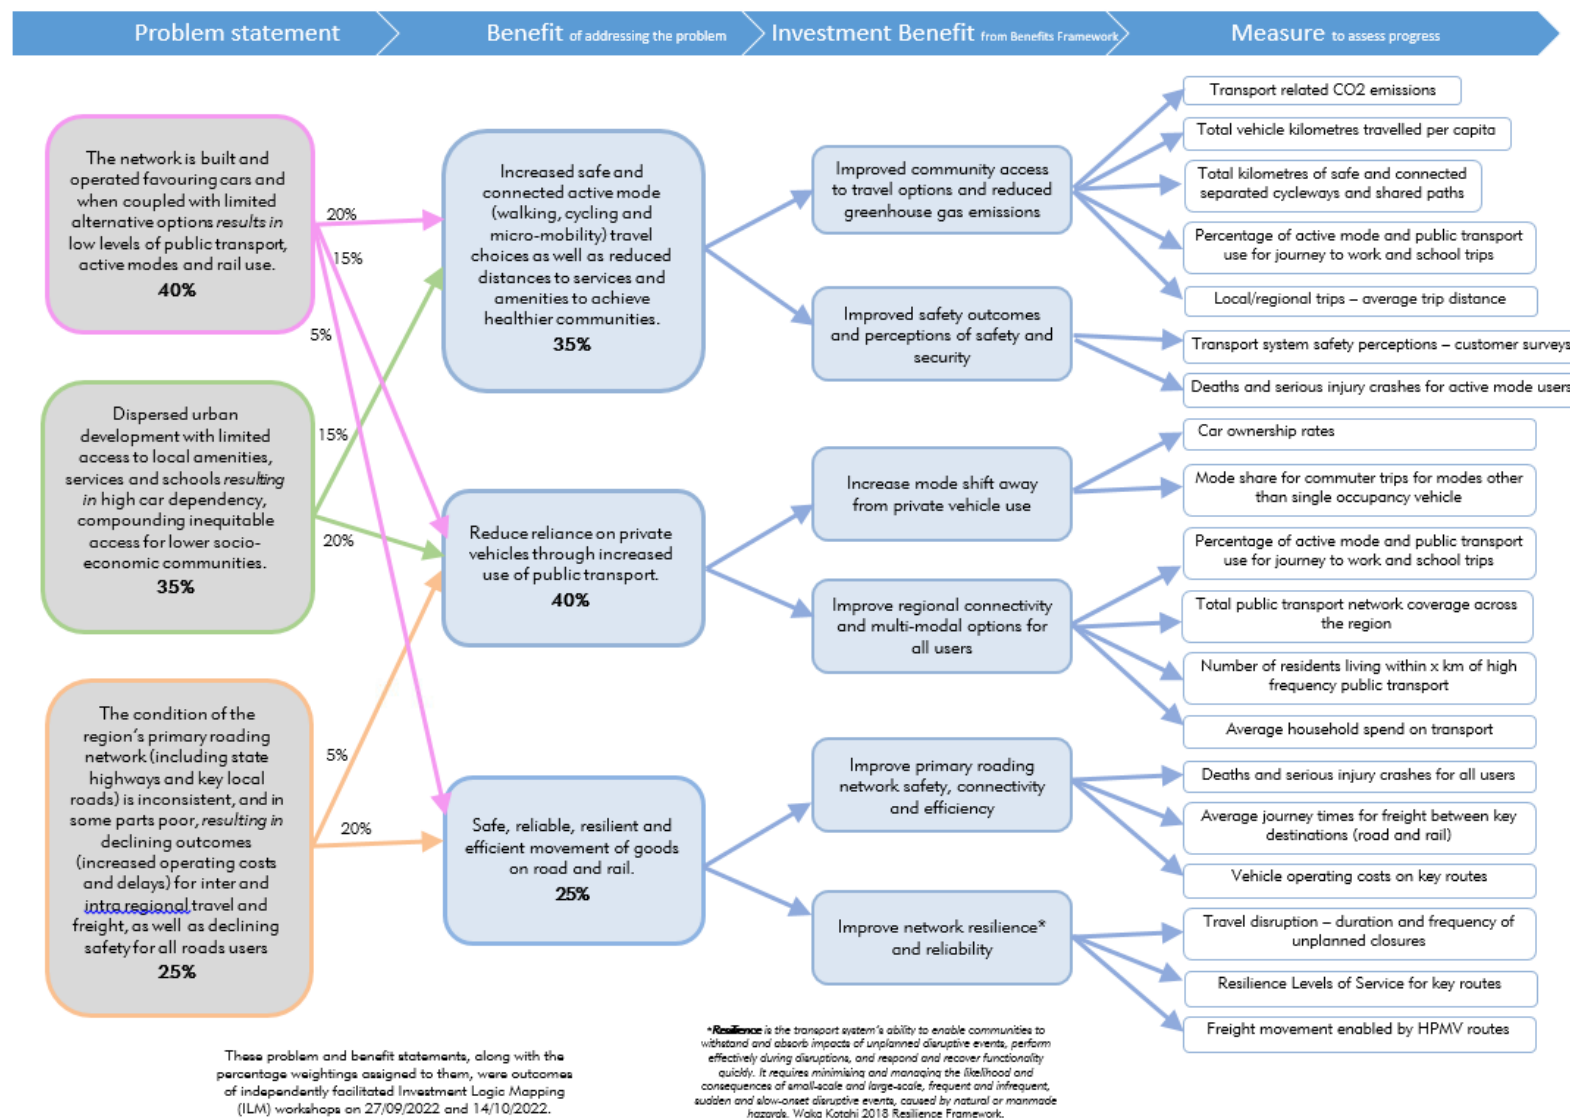 Problem statement
Benefit of addressing the problem
Investment Benefit from Benefits Framework
Measure to assess progress
The network is built and
operated favouring cars and
when coupled with limited
alternative options results in
low levels of public transport,
active modes and rail use.
40%
Dispersed urban
development with limited
access to local amenities,
services and schools resulting
in high car dependency,
compounding inequitable
access for lower socio-
economic communities.
35%
The condition of the
region's primary roading
network (including state
highways and key local
roads) is inconsistent, and in
some parts poor, resulting in
declining outcomes
(increased operating costs
and delays) for inter and
intra regional travel and
freight, as well as declining
safety for all roads users
25%
20%
15%
5%
15%
20%
5%
20%
Increased safe and
connected active mode
(walking, cycling and
micro-mobility) travel
choices as well as reduced
distances to services and
amenities to achieve
healthier communities.
35%
Reduce reliance on private
vehicles through increased
use of public transport.
40%
Safe, reliable, resilient and
efficient movement of goods
on road and rail.
25%
Improved community access
to travel options and reduced
greenhouse gas emissions
Improved safety outcomes
and perceptions of safety and
security
Increase mode shift away
from private vehicle use
Improve regional connectivity
and multi-modal options for
all users
Improve primary roading
network safety, connectivity
and efficiency
Improve network resilience*
and reliability
Transport related CO2 emissions
Total vehicle kilometres travelled per capita
Total kilometres of safe and connected
separated cycleways and shared paths
Percentage of active mode and public transport
use for journey to work and school trips
Local/regional trips – average trip distance
Transport system safety perceptions – customer surveys
Deaths and serious injury crashes for active mode users
Car ownership rates
Mode share for commuter trips for modes other
than single occupancy vehicle
Percentage of active mode and public transport
use for journey to work and school trips
Total public transport network coverage across
the region
Number of residents living within x km of high
frequency public transport
Average household spend on transport
Deaths and serious injury crashes for all users
Average journey times for freight between key
destinations (road and rail)
Vehicle operating costs on key routes
Travel disruption – duration and frequency of
unplanned closures
Resilience Levels of Service for key routes
Freight movement enabled by HPMV routes
These problem and benefit statements, along with the
percentage weightings assigned to them, were outcomes
of independently facilitated Investment Logic Mapping
(ILM) workshops on 27/09/2022 and 14/10/2022.
*Resilience is the transport system's ability to enable communities to
withstand and absorb impacts of unplanned disruptive events, perform
effectively during disruptions, and respond and recover functionality
quickly. It requires minimising and managing the likelihood and
consequences of small-scale and large-scale, frequent and infrequent,
sudden and slow-onset disruptive events, caused by natural or manmade
hazards. Waka Kotahi 2018 Resilience Framework.